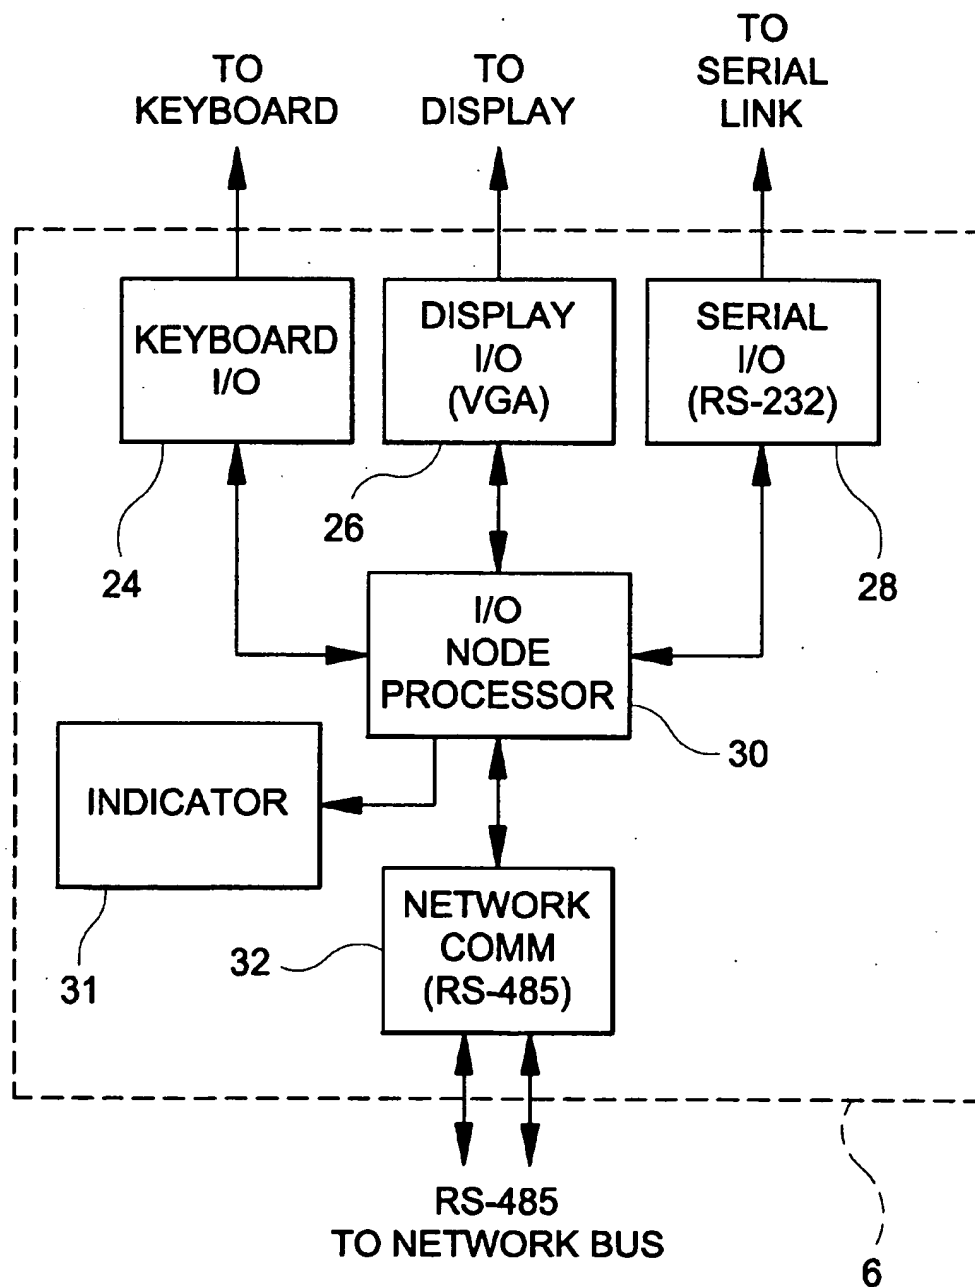 TO
KEYBOARD
TO
DISPLAY
TO
SERIAL
LINK
KEYBOARD
I/O
DISPLAY
I/O
(VGA)
SERIAL
I/O
(RS-232)
24
26
28
I/O
NODE
PROCESSOR
30
INDICATOR
31
NETWORK
COMM
(RS-485)
32
RS-485
TO NETWORK BUS
6